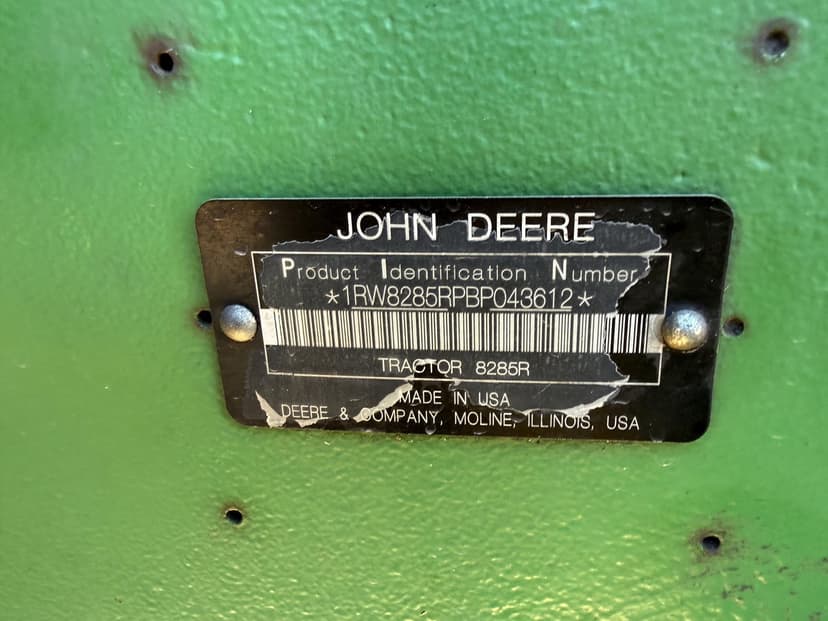 JOHN DEERE
Product Identification Number
*1RW8285RPBP043612*
TRACTOR 8285R
MADE IN USA
DEERE & COMPANY, MOLINE, ILLINOIS, USA